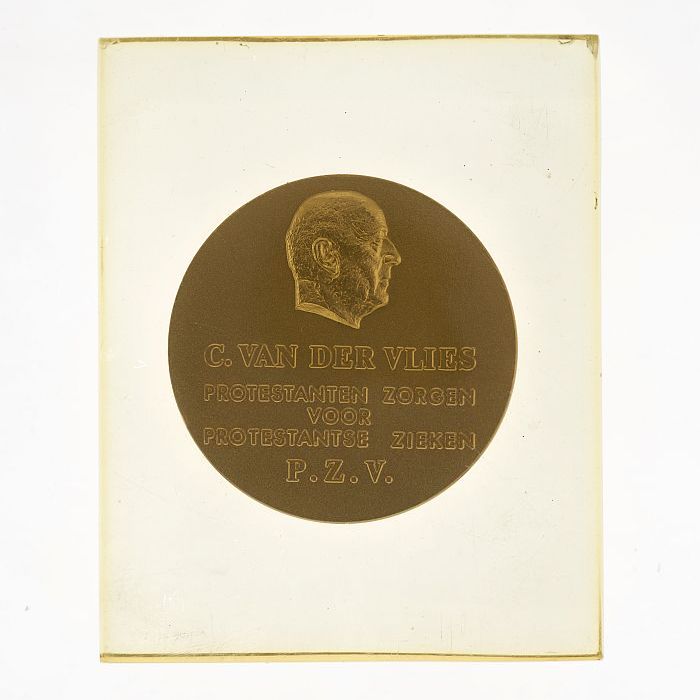 C. VAN DER VLIES
PROTESTANTEN ZORGEN
VOOR
PROTESTANTSE ZIEKEN
P.Z.V.